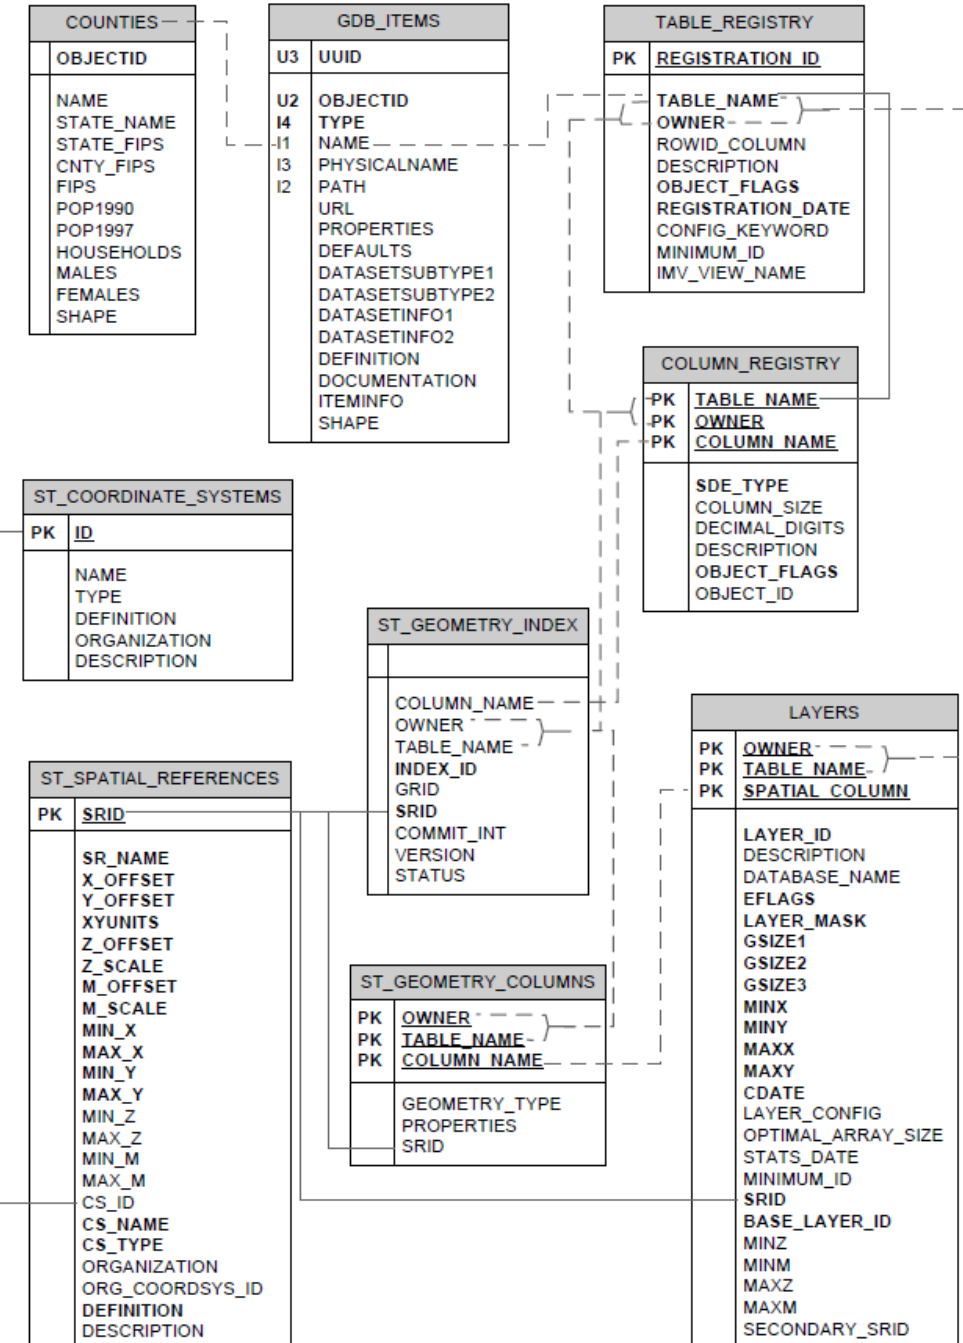 COUNTIES
OBJECTID
NAME
STATE_NAME
STATE_FIPS
CNTY_FIPS
FIPS
POP1990
POP1997
HOUSEHOLDS
MALES
FEMALES
SHAPE
GDB_ITEMS
U3 UUID
U2 OBJECTID
I4 TYPE
I1 NAME
I3 PHYSICALNAME
I2 PATH
URL
PROPERTIES
DEFAULTS
DATASETSUBTYPE1
DATASETSUBTYPE2
DATASETINFO1
DATASETINFO2
DEFINITION
DOCUMENTATION
ITEMINFO
SHAPE
TABLE_REGISTRY
PK REGISTRATION_ID
TABLE_NAME
OWNER
ROWID_COLUMN
DESCRIPTION
OBJECT_FLAGS
REGISTRATION_DATE
CONFIG_KEYWORD
MINIMUM_ID
IMV_VIEW_NAME
COLUMN_REGISTRY
PK TABLE_NAME
PK OWNER
PK COLUMN_NAME
SDE_TYPE
COLUMN_SIZE
DECIMAL_DIGITS
DESCRIPTION
OBJECT_FLAGS
OBJECT_ID
ST_COORDINATE_SYSTEMS
PK ID
NAME
TYPE
DEFINITION
ORGANIZATION
DESCRIPTION
ST_GEOMETRY_INDEX
COLUMN_NAME
OWNER
TABLE_NAME
INDEX_ID
GRID
SRID
COMMIT_INT
VERSION
STATUS
ST_SPATIAL_REFERENCES
PK SRID
SR_NAME
X_OFFSET
Y_OFFSET
XYUNITS
Z_OFFSET
Z_SCALE
M_OFFSET
M_SCALE
MIN_X
MAX_X
MIN_Y
MAX_Y
MIN_Z
MAX_Z
MIN_M
MAX_M
CS_ID
CS_NAME
CS_TYPE
ORGANIZATION
ORG_COORDSYS_ID
DEFINITION
DESCRIPTION
ST_GEOMETRY_COLUMNS
PK OWNER
PK TABLE_NAME
PK COLUMN_NAME
GEOMETRY_TYPE
PROPERTIES
SRID
LAYERS
PK OWNER
PK TABLE_NAME
PK SPATIAL_COLUMN
LAYER_ID
DESCRIPTION
DATABASE_NAME
EFLAGS
LAYER_MASK
GSIZE1
GSIZE2
GSIZE3
MINX
MINY
MAXX
MAXY
CDATE
LAYER_CONFIG
OPTIMAL_ARRAY_SIZE
STATS_DATE
MINIMUM_ID
SRID
BASE_LAYER_ID
MINZ
MINM
MAXZ
MAXM
SECONDARY_SRID